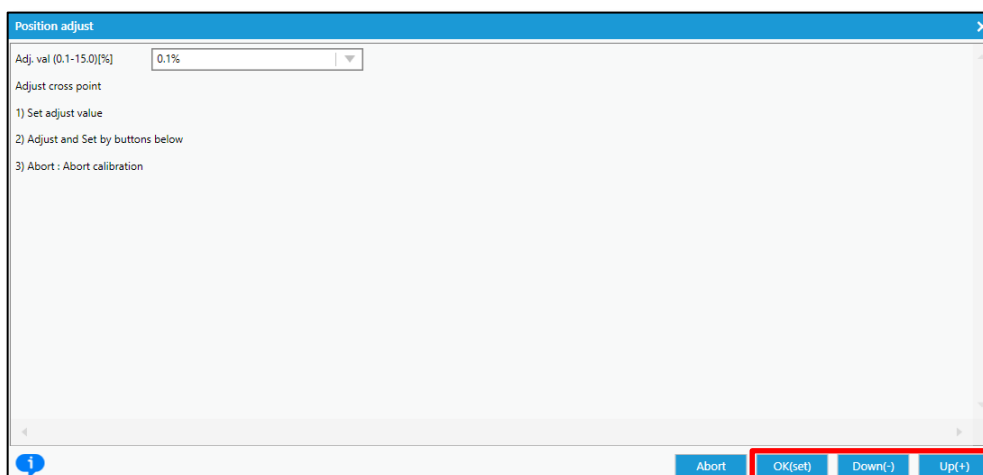 Position adjust
Adj. val (0.1-15.0)[%] 0.1%
Adjust cross point
1) Set adjust value
2) Adjust and Set by buttons below
3) Abort : Abort calibration
Abort OK(set) Down(-) Up(+)